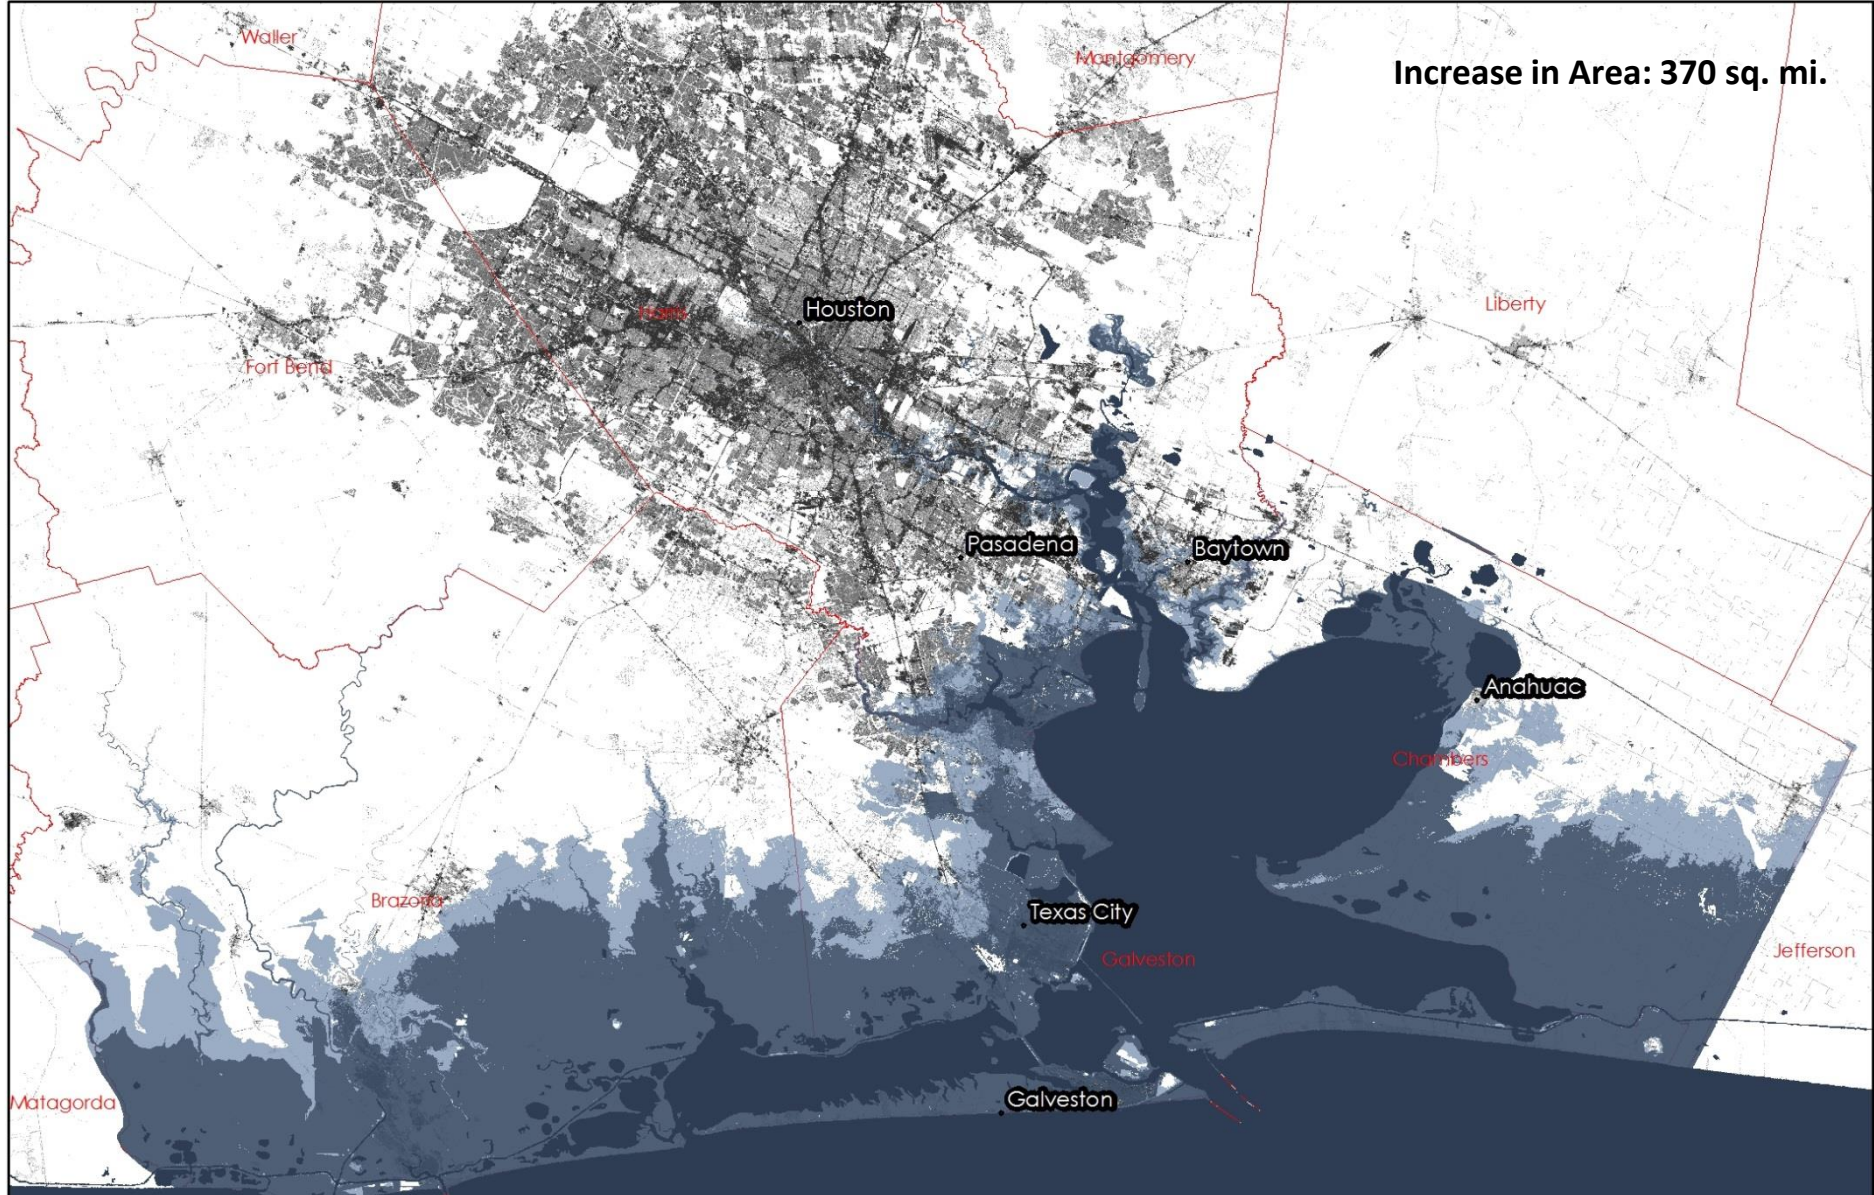 Waller
Montgomery
Increase in Area: 370 sq. mi.
Houston
Harris
Liberty
Fort Bend
Pasadena
Baytown
Anahuac
Chambers
Brazoria
Texas City
Galveston
Jefferson
Matagorda
Galveston